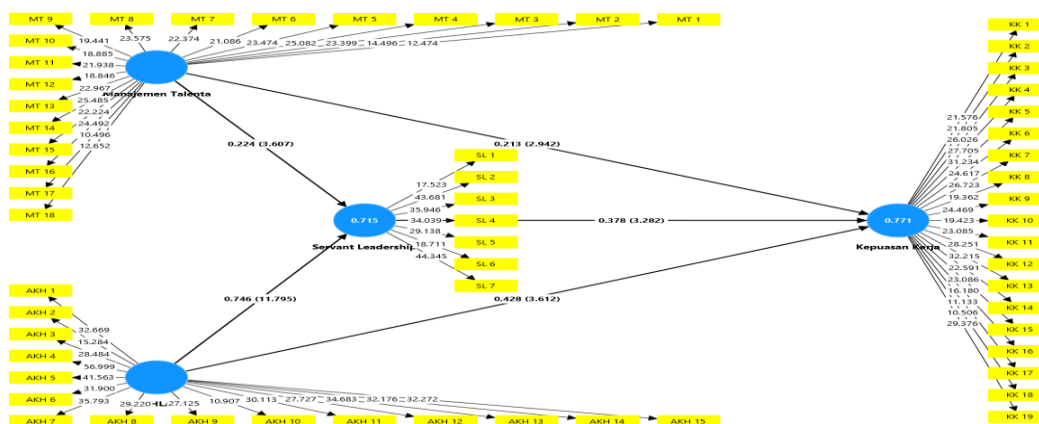 MT 9
MT 8
MT 7
MT 6
MT 5
MT 4
MT 3
MT 2
MT 1
MT 10
MT 11
MT 12
MT 13
MT 14
MT 15
MT 16
MT 17
MT 18
19.441
23.575
22.374
21.086
23.474
25.082
23.399
14.496
12.474
18.885
21.938
18.846
22.967
25.485
22.224
24.492
10.496
12.652
Manajemen Talenta
0.224 (3.607)
0.213 (2.942)
SL 1
SL 2
SL 3
SL 4
SL 5
SL 6
SL 7
17.523
43.681
35.946
34.039
29.138
18.711
44.345
0.715
Servant Leadership
0.378 (3.282)
0.746 (11.795)
0.428 (3.612)
0.771
Kepuasan Kerja
KK 1
KK 2
KK 3
KK 4
KK 5
KK 6
KK 7
KK 8
KK 9
KK 10
KK 11
KK 12
KK 13
KK 14
KK 15
KK 16
KK 17
KK 18
KK 19
21.576
21.805
26.026
27.705
31.234
24.617
26.723
19.362
24.469
19.423
23.085
28.251
32.215
22.591
23.086
16.180
11.133
10.506
29.376
AKH 1
AKH 2
AKH 3
AKH 4
AKH 5
AKH 6
AKH 7
AKH 8
AKH 9
AKH 10
AKH 11
AKH 12
AKH 13
AKH 14
AKH 15
32.669
15.284
28.484
56.999
41.563
31.900
35.793
29.220
27.125
10.907
30.113
27.727
34.683
32.176
32.272